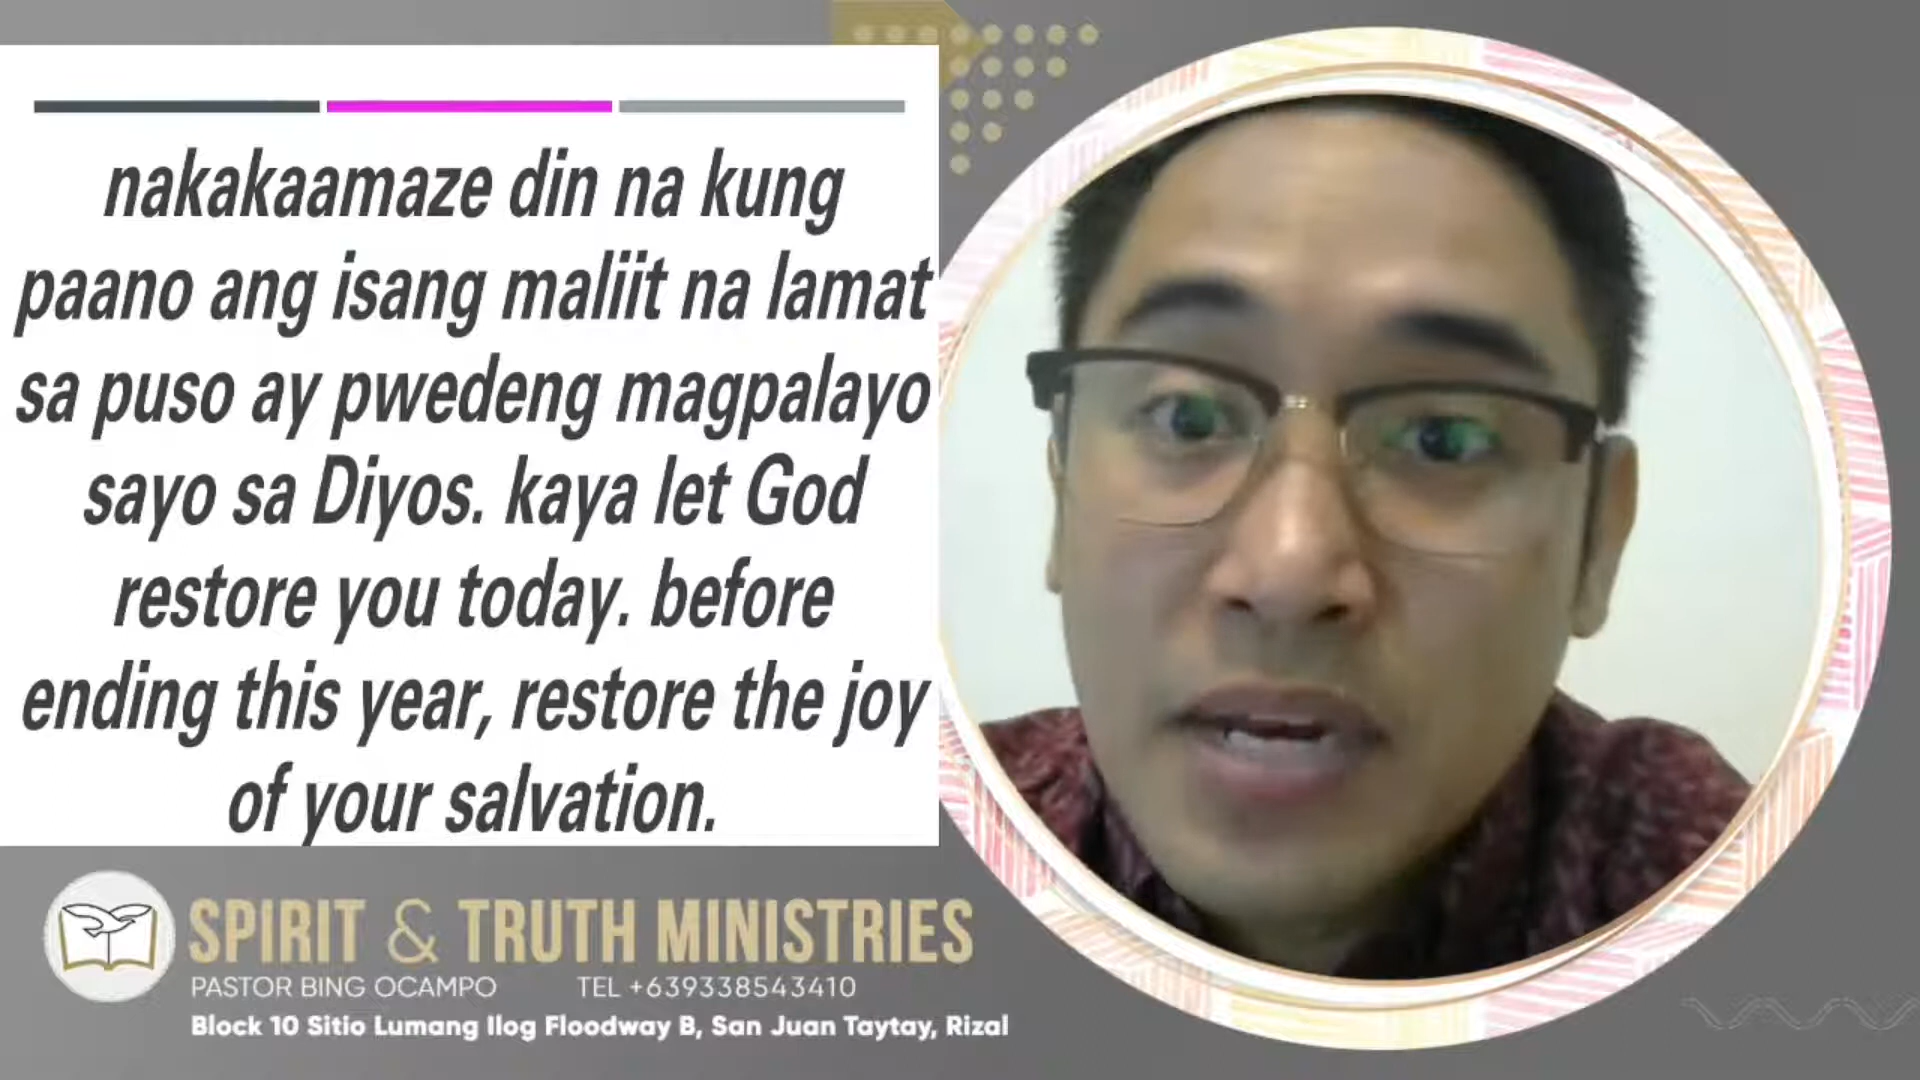 nakakaamaze din na kung
paano ang isang maliit na lamat
sa puso ay pwedeng magpalayo
sayo sa Diyos. kaya let God
restore you today. before
ending this year, restore the joy
of your salvation.
SPIRIT & TRUTH MINISTRIES
PASTOR BING OCAMPO TEL +639338543410
Block 10 Sitio Lumang Ilog Floodway B, San Juan Taytay, Rizal